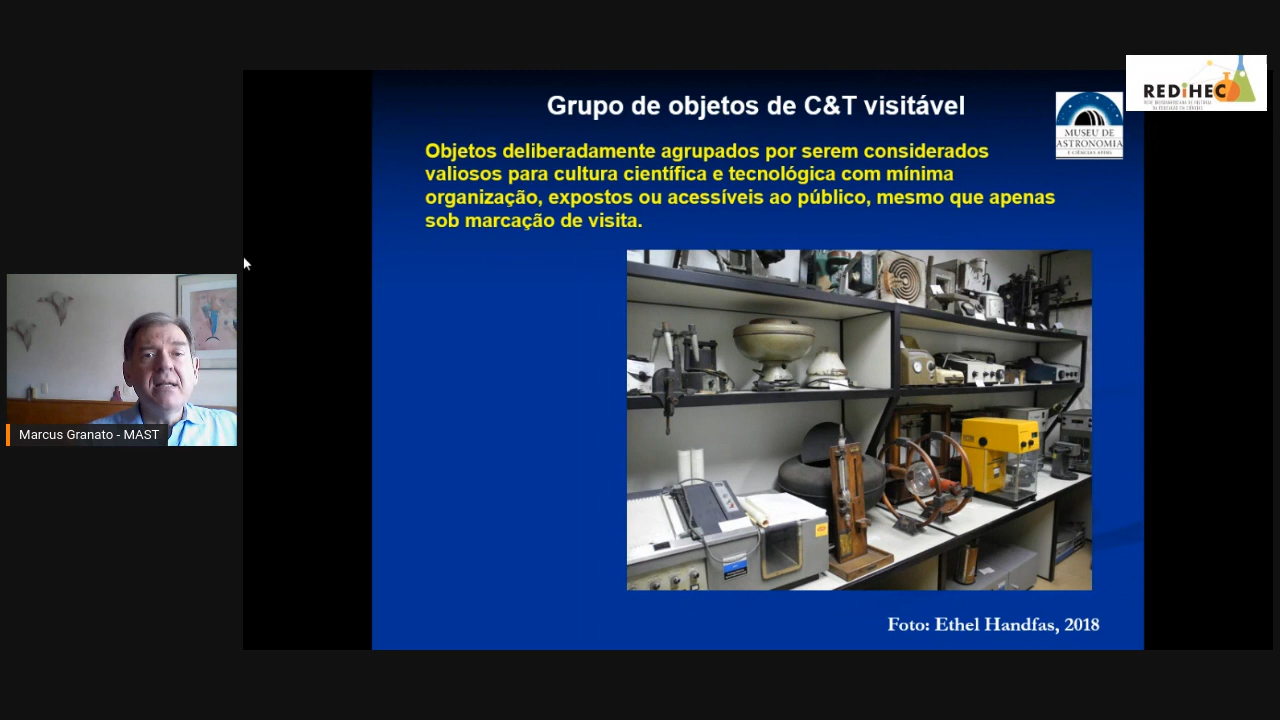 Grupo de objetos de C&T visitável
Objetos deliberadamente agrupados por serem considerados
valiosos para cultura científica e tecnológica com mínima
organização, expostos ou acessíveis ao público, mesmo que apenas
sob marcação de visita.
MUSEU DE
ASTRONOMIA
E CIÊNCIAS AFINS
REDiHEC
Foto: Ethel Handfas, 2018
Marcus Granato - MAST